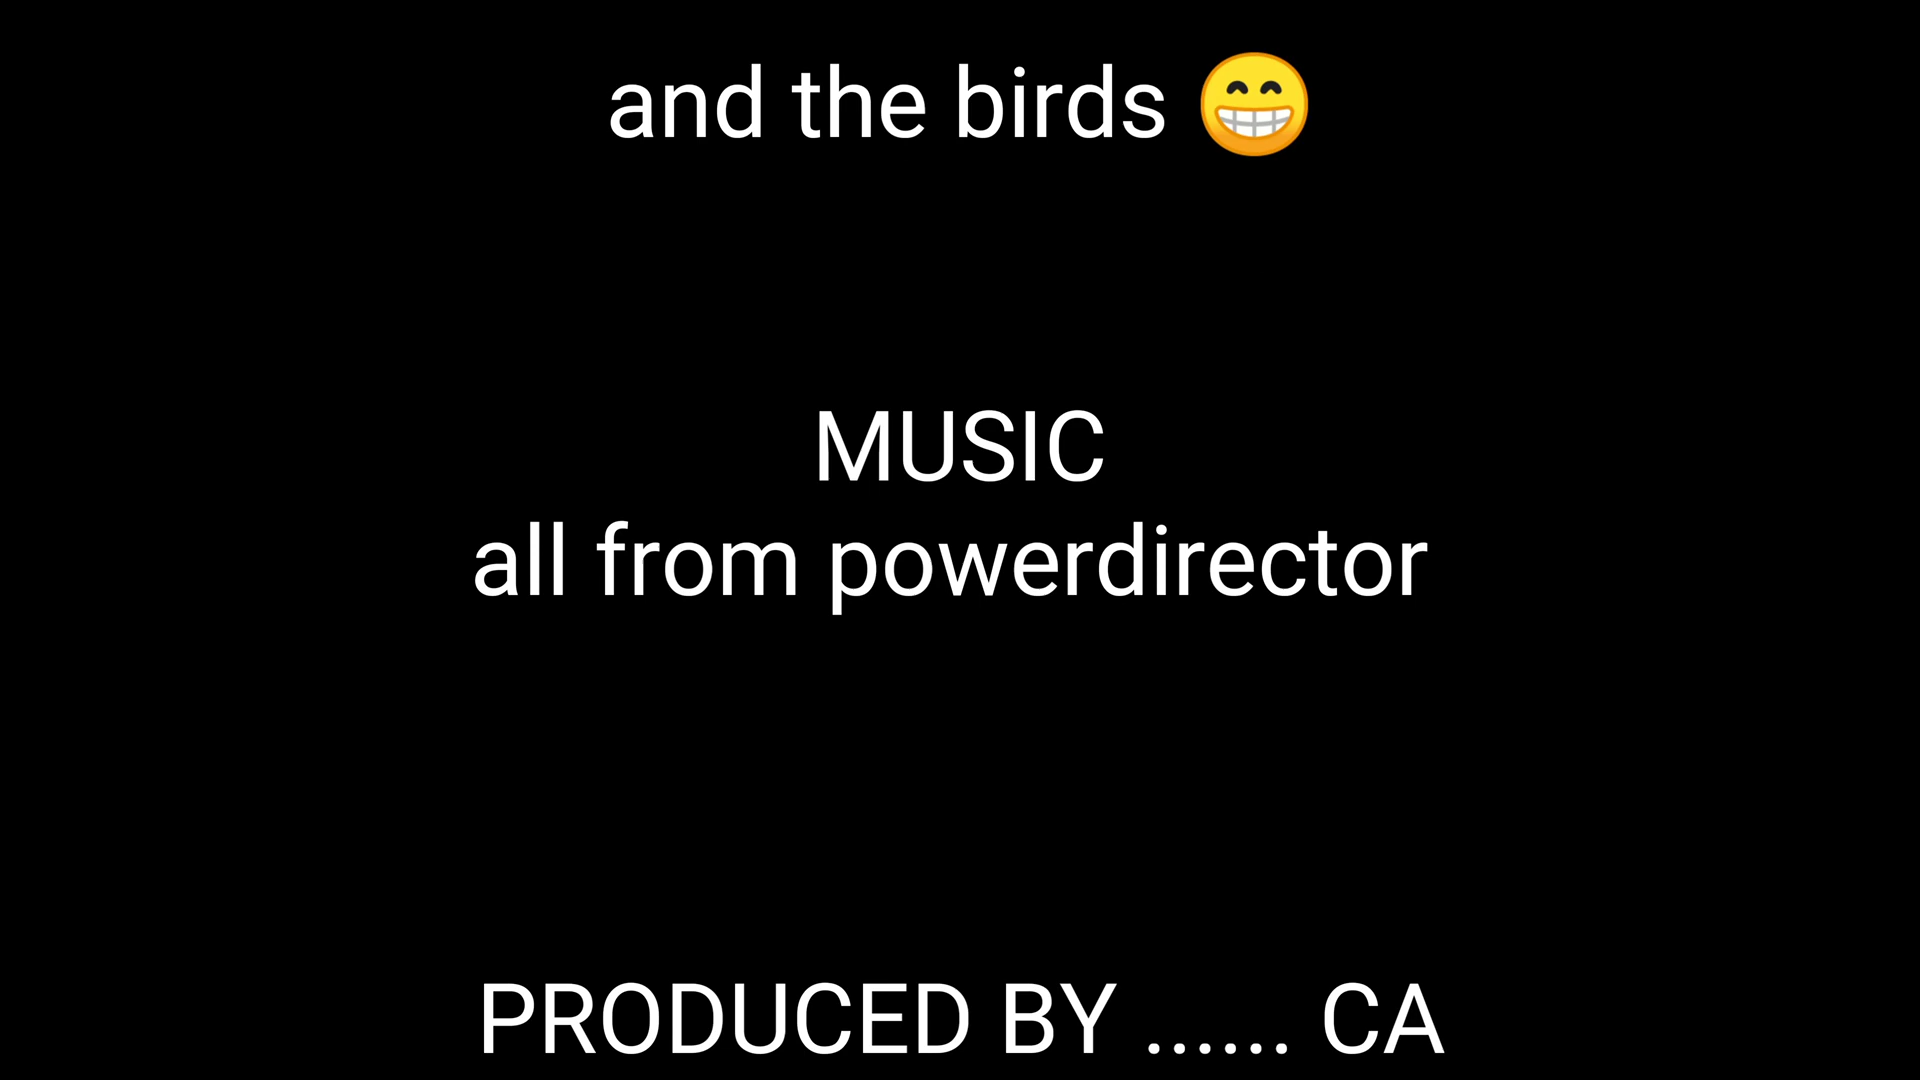 and the birds 😁
MUSIC
all from powerdirector
PRODUCED BY ...... CA